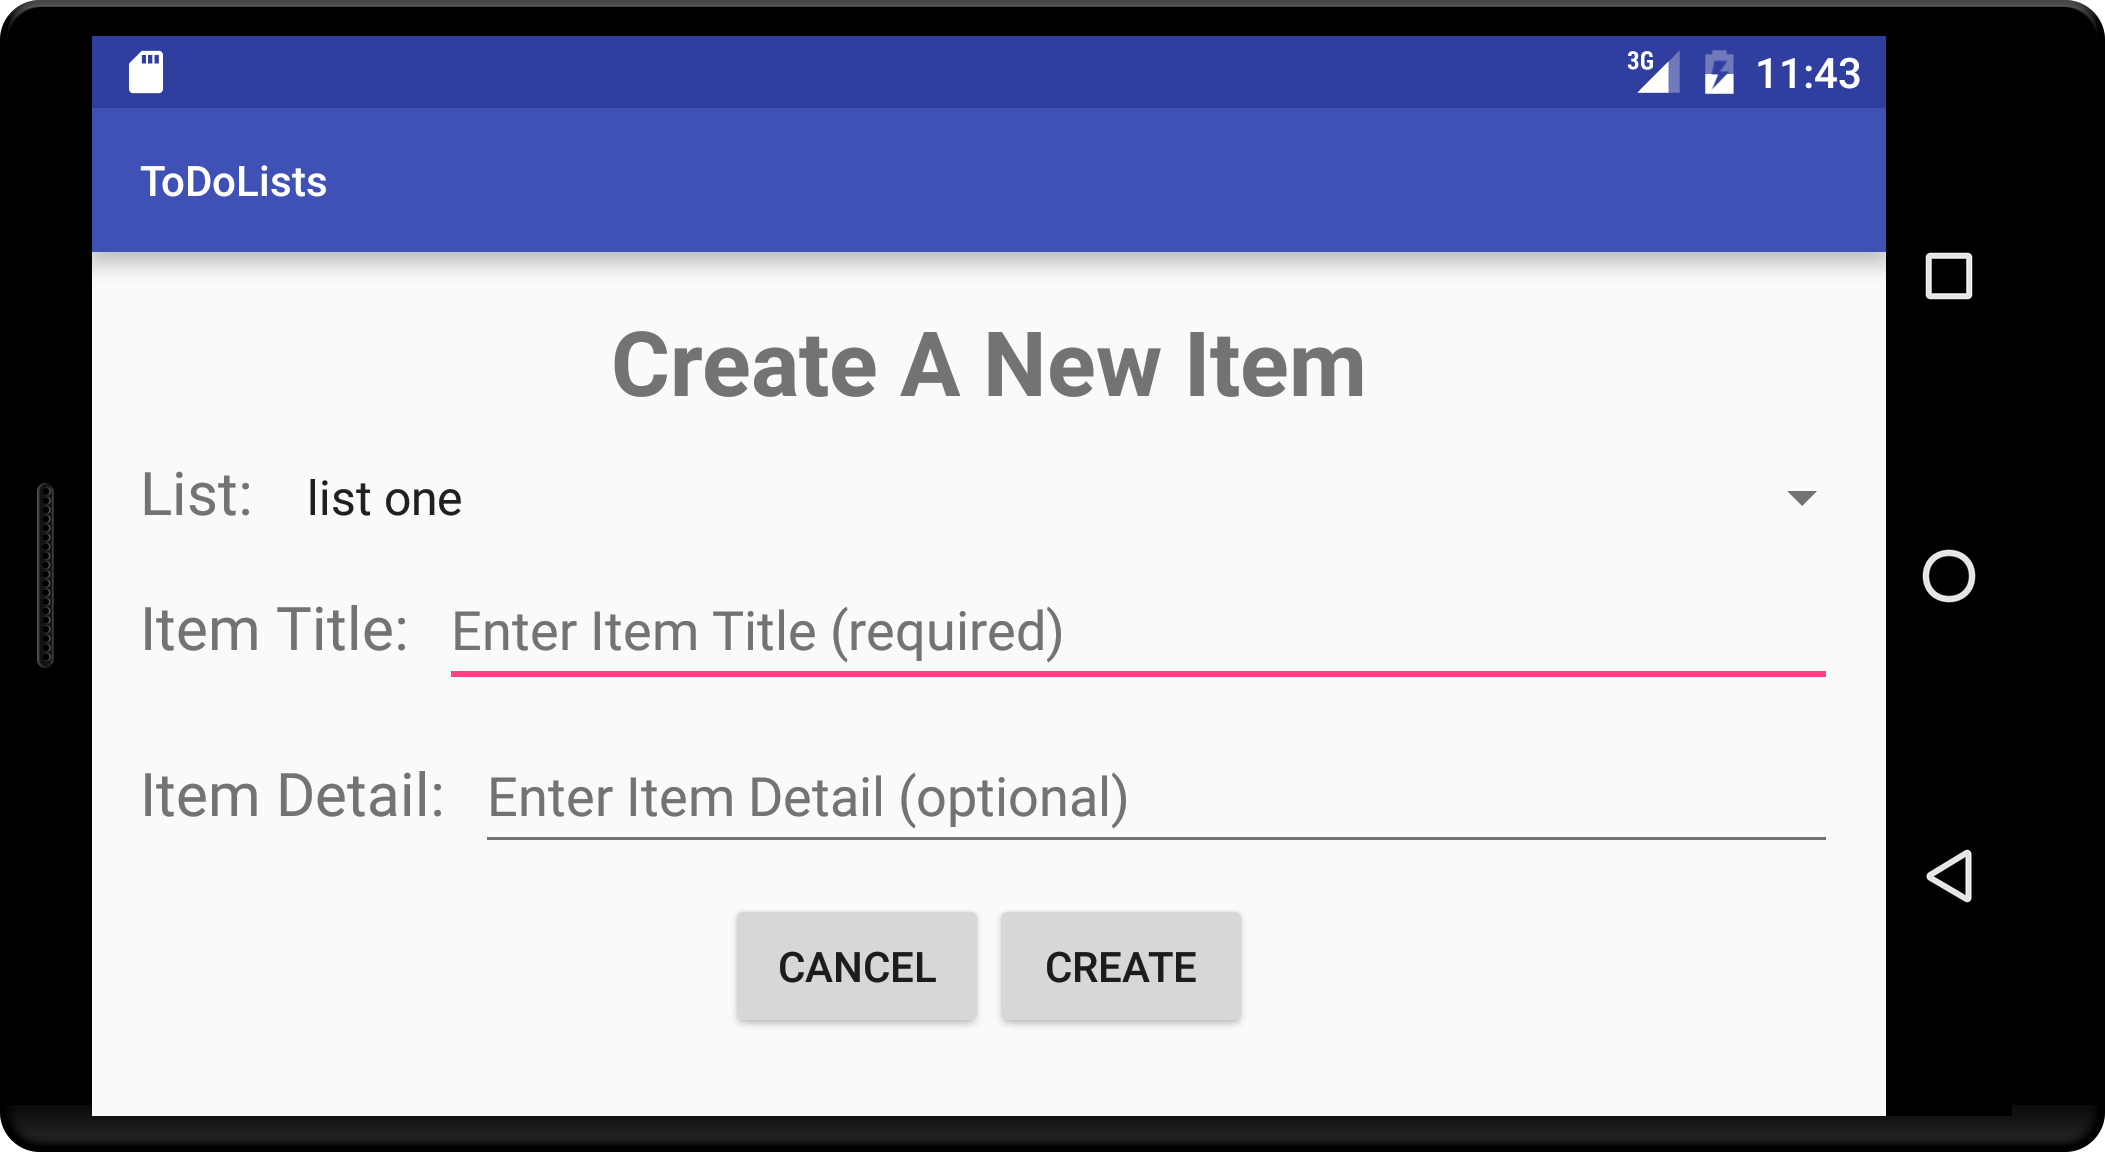 3G 11:43
ToDoLists
Create A New Item
List: list one
Item Title: Enter Item Title (required)
Item Detail: Enter Item Detail (optional)
CANCEL CREATE